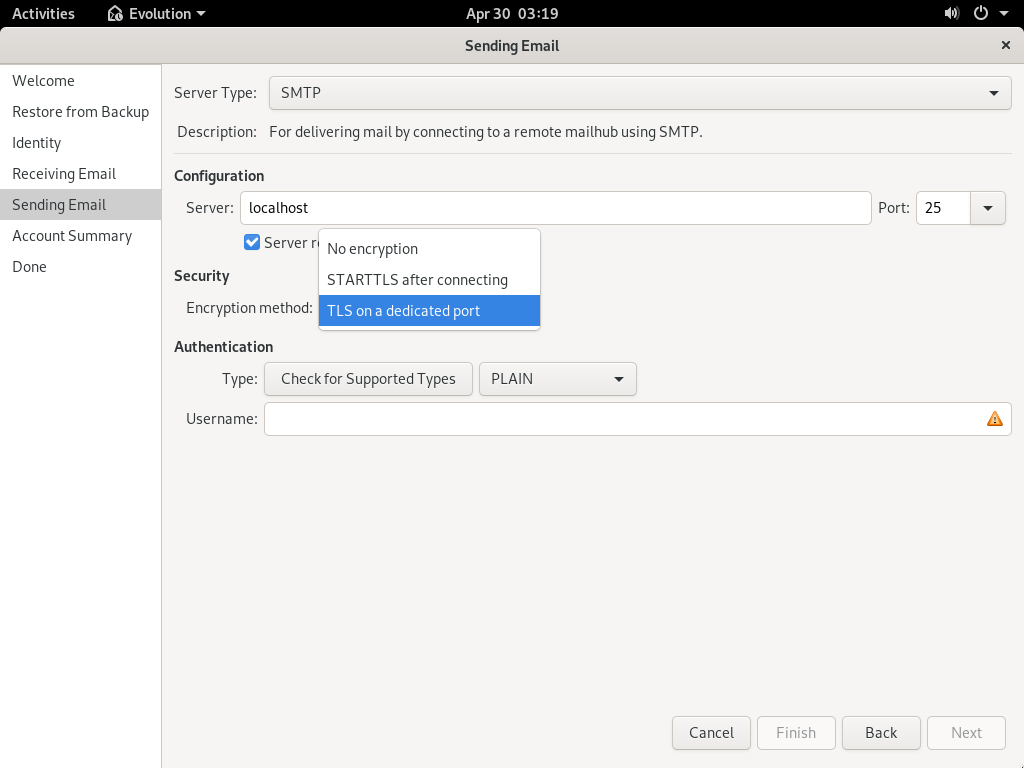 Activities Evolution Apr 30 03:19
Sending Email
Welcome
Restore from Backup
Identity
Receiving Email
Sending Email
Account Summary
Done
Server Type: SMTP
Description: For delivering mail by connecting to a remote mailhub using SMTP.
Configuration
Server: localhost Port: 25
Server
No encryption
STARTTLS after connecting
Security
Encryption method: TLS on a dedicated port
Authentication
Type: Check for Supported Types PLAIN
Username:
Cancel Finish Back Next